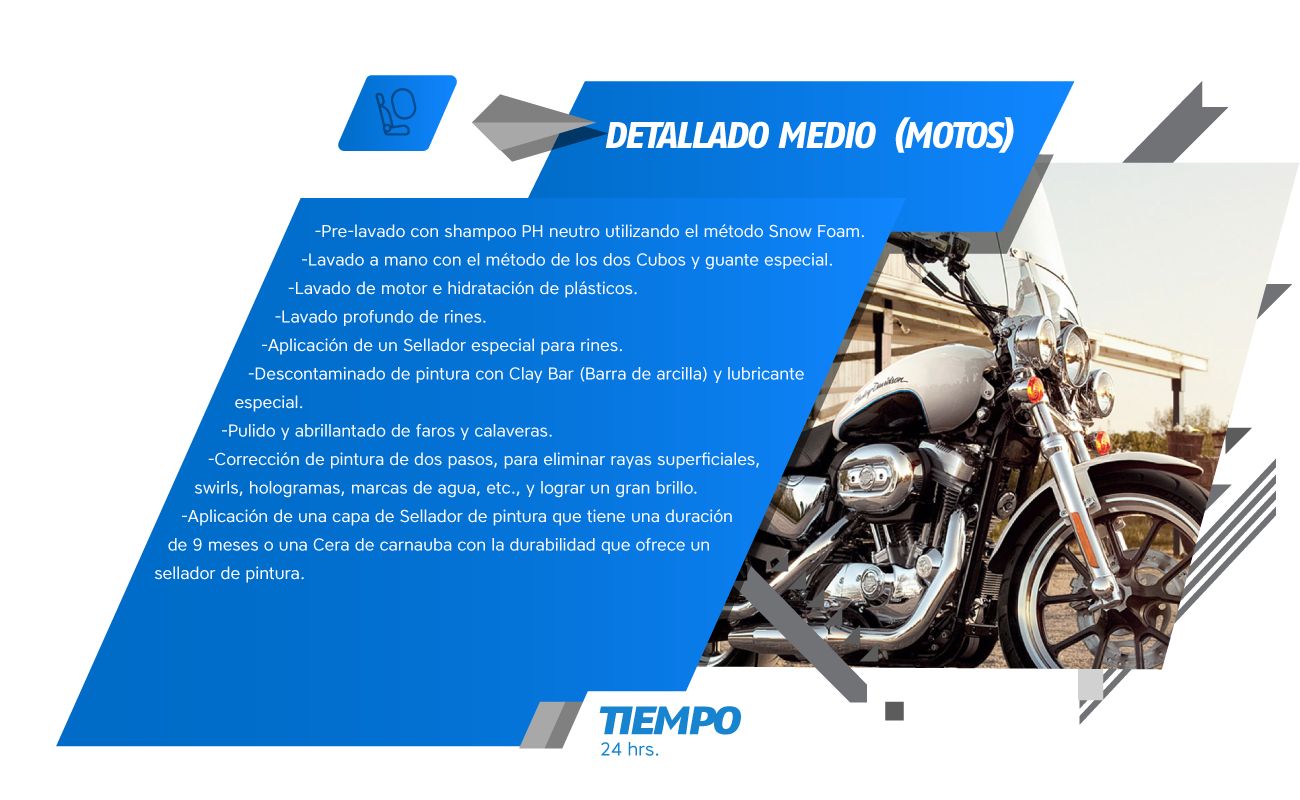 DETALLADO MEDIO (MOTOS)
-Pre-lavado con shampoo PH neutro utilizando el método Snow Foam.
-Lavado a mano con el método de los dos Cubos y guante especial.
-Lavado de motor e hidratación de plásticos.
-Lavado profundo de rines.
-Aplicación de un Sellador especial para rines.
-Descontaminado de pintura con Clay Bar (Barra de arcilla) y lubricante
especial.
-Pulido y abrillantado de faros y calaveras.
-Corrección de pintura de dos pasos, para eliminar rayas superficiales,
swirls, hologramas, marcas de agua, etc., y lograr un gran brillo.
-Aplicación de una capa de Sellador de pintura que tiene una duración
de 9 meses o una Cera de carnauba con la durabilidad que ofrece un
sellador de pintura.
Harley-Davidson
TIEMPO
24 hrs.